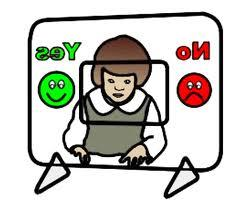 Yes No